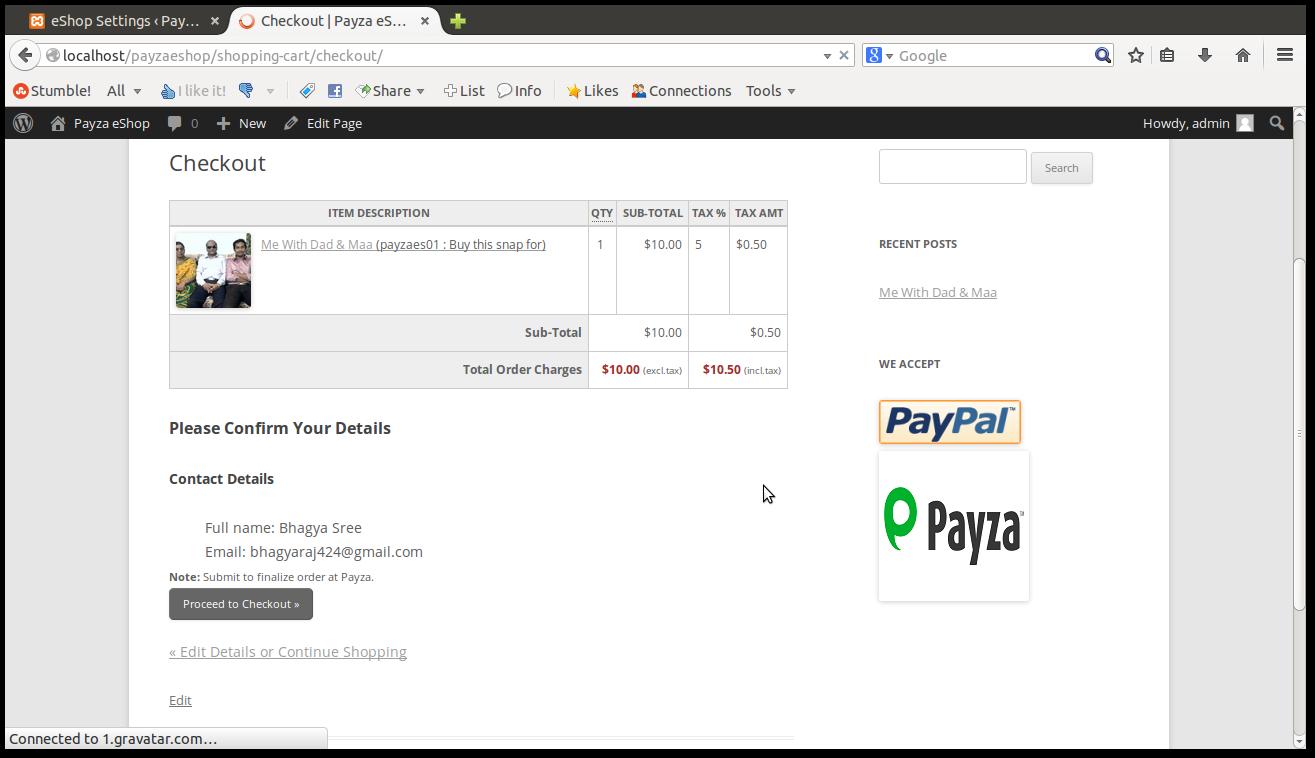 eShop Settings ‹ Pay...
Checkout | Payza eS...
localhost/payzaeshop/shopping-cart/checkout/
Google
Stumble!
All
I like it!
Share
List
Info
Likes
Connections
Tools
Payza eShop
0
New
Edit Page
Howdy, admin
Checkout
Search
ITEM DESCRIPTION QTY SUB-TOTAL TAX % TAX AMT
Me With Dad & Maa (payzaes01 : Buy this snap for) 1 $10.00 5 $0.50
Sub-Total $10.00 $0.50
Total Order Charges $10.00 (excl.tax) $10.50 (incl.tax)
RECENT POSTS
Me With Dad & Maa
WE ACCEPT
PayPal™
Payza™
Please Confirm Your Details
Contact Details
Full name: Bhagya Sree
Email: bhagyaraj424@gmail.com
Note: Submit to finalize order at Payza.
Proceed to Checkout »
« Edit Details or Continue Shopping
Edit
Connected to 1.gravatar.com...